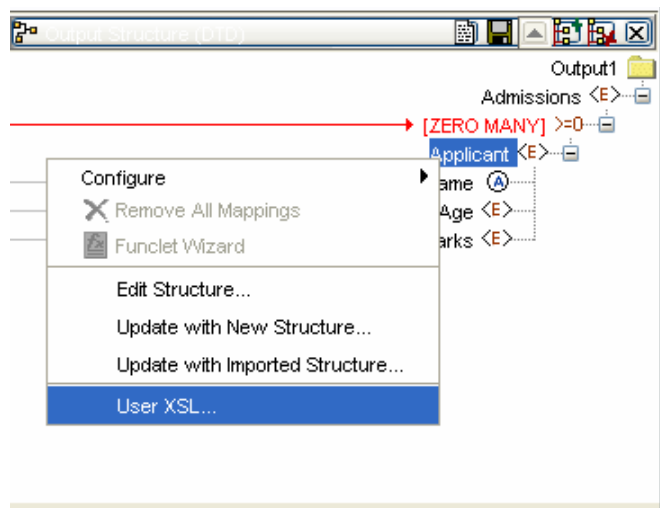 Output Structure (DTD)
Output1
Admissions <E>
[ZERO MANY] >=0
Applicant <E>
Configure
ame A
Remove All Mappings
Age <E>
Funclet Wizard
arks <E>
Edit Structure...
Update with New Structure...
Update with Imported Structure...
User XSL...